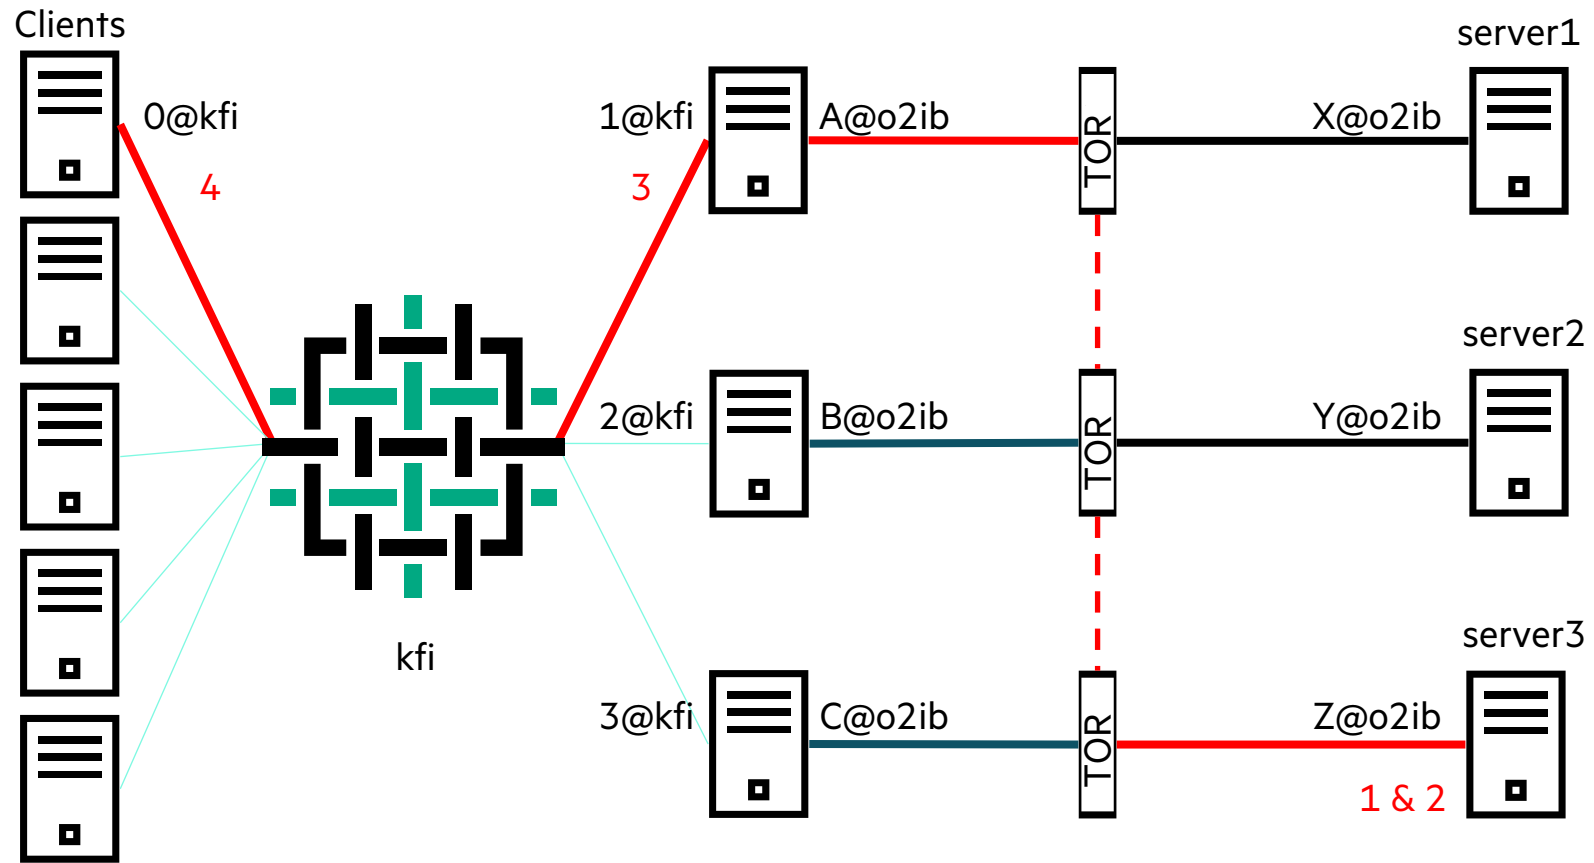 Clients
server1
0@kfi
1@kfi
A@o2ib
TOR
X@o2ib
4
3
server2
2@kfi
B@o2ib
TOR
Y@o2ib
kfi
server3
3@kfi
C@o2ib
TOR
Z@o2ib
1 & 2